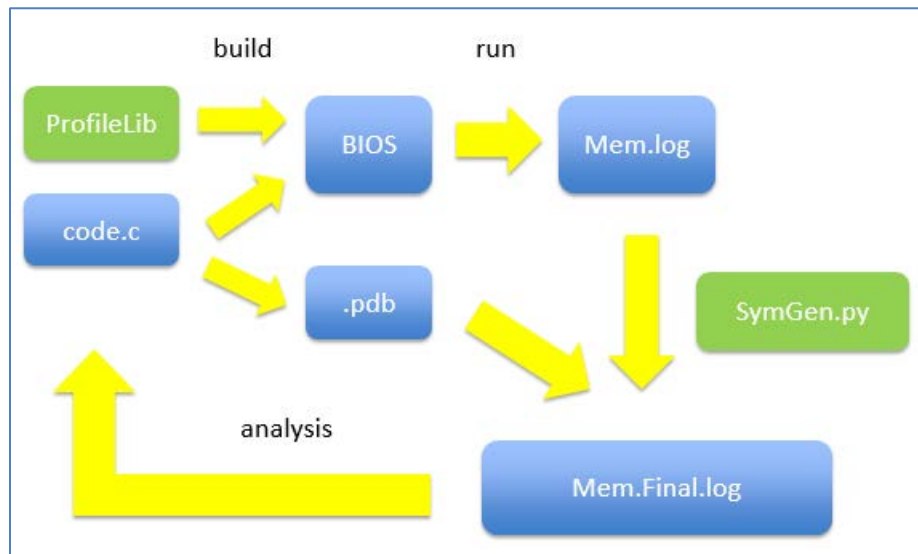 build
run
ProfileLib
BIOS
Mem.log
code.c
.pdb
SymGen.py
analysis
Mem.Final.log